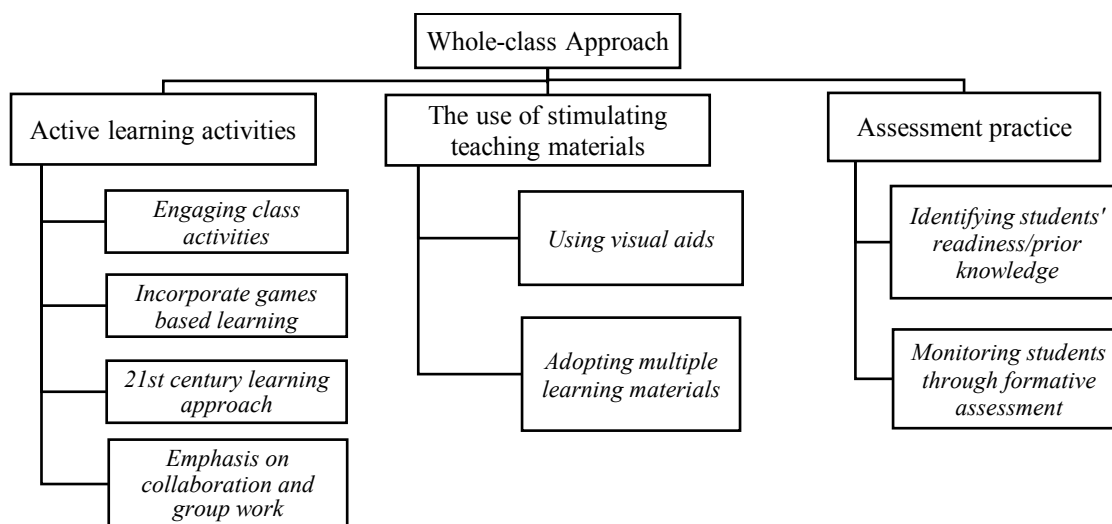 Whole-class Approach
Active learning activities
Engaging class
activities
Incorporate games
based learning
21st century learning
approach
Emphasis on
collaboration and
group work
The use of stimulating
teaching materials
Using visual aids
Adopting multiple
learning materials
Assessment practice
Identifying students'
readiness/prior
knowledge
Monitoring students
through formative
assessment